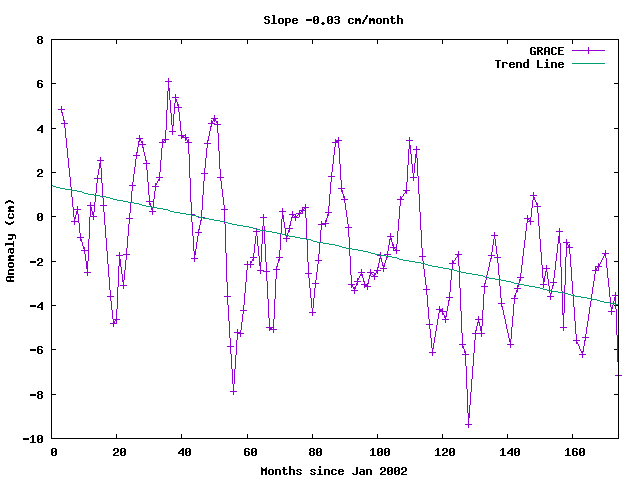 Slope -0.03 cm/month
GRACE
Trend Line
8
6
4
2
0
-2
-4
-6
-8
-10
Anomaly (cm)
0 20 40 60 80 100 120 140 160
Months since Jan 2002